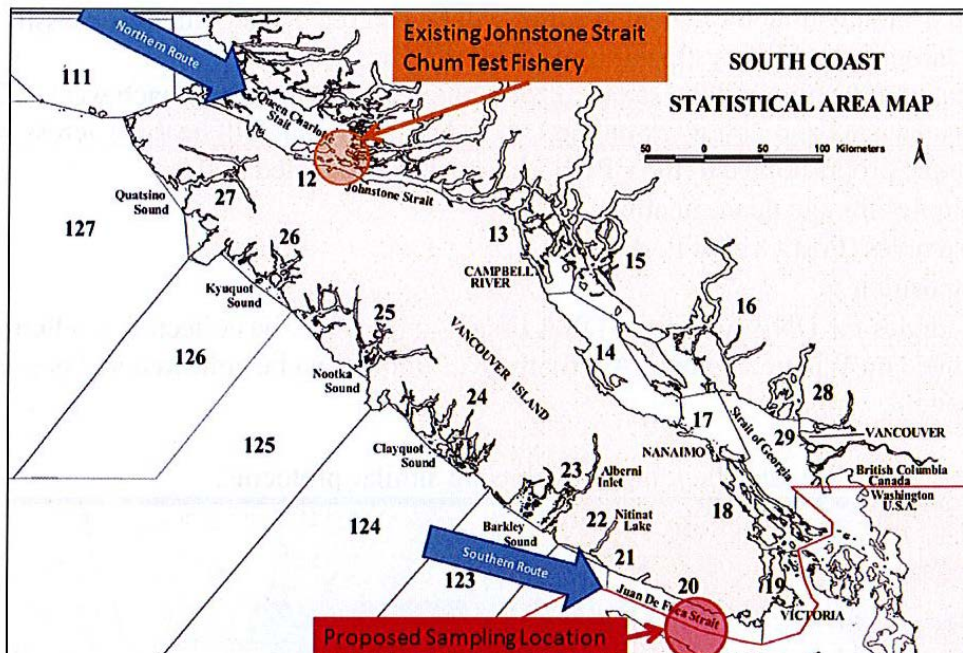 Northern Route
111
Existing Johnstone Strait
Chum Test Fishery
SOUTH COAST
STATISTICAL AREA MAP
50 0 50 100 Kilometers
Queen Charlotte
Stait
12
Johnstone Strait
127
Quatsino
Sound
27
26
Kyuquot
Sound
13
CAMPBELL
RIVER
15
16
126
25
Nootka
Sound
VANCOUVER ISLAND
14
24
Clayquot
Sound
125
17
NANAIMO
Strait of Georgia
28
29
VANCOUVER
British Columbia
Canada
Washington
U.S.A.
23
Alberni
Inlet
22
Nitinat
Lake
Barkley
Sound
18
124
123
21
20
19
Southern Route
Juan De Fuca Strait
VICTORIA
Proposed Sampling Location